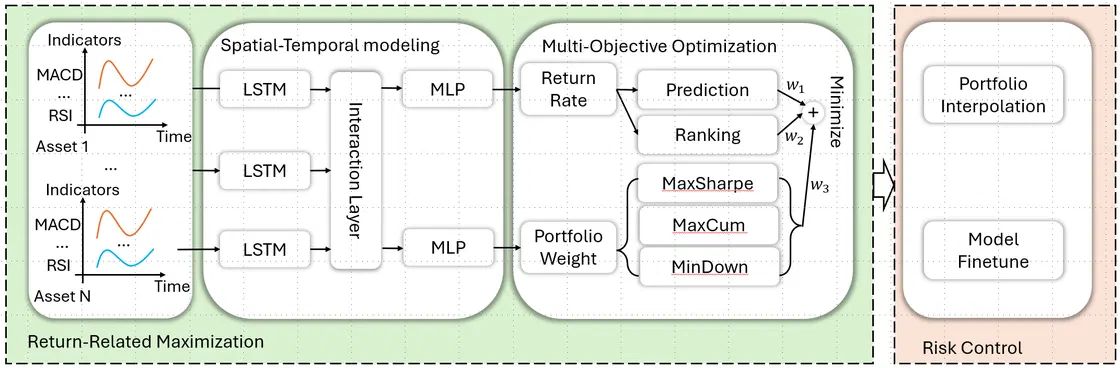 Indicators
MACD
...
...
RSI
Time
Asset 1
...
Indicators
MACD
...
...
RSI
Time
Asset N
Spatial-Temporal modeling
LSTM
LSTM
LSTM
Interaction Layer
MLP
MLP
Multi-Objective Optimization
Return
Rate
Prediction
Ranking
w1
w2
+
Minimize
Portfolio
Weight
MaxSharpe
MaxCum
MinDown
w3
Return-Related Maximization
Portfolio
Interpolation
Model
Finetune
Risk Control